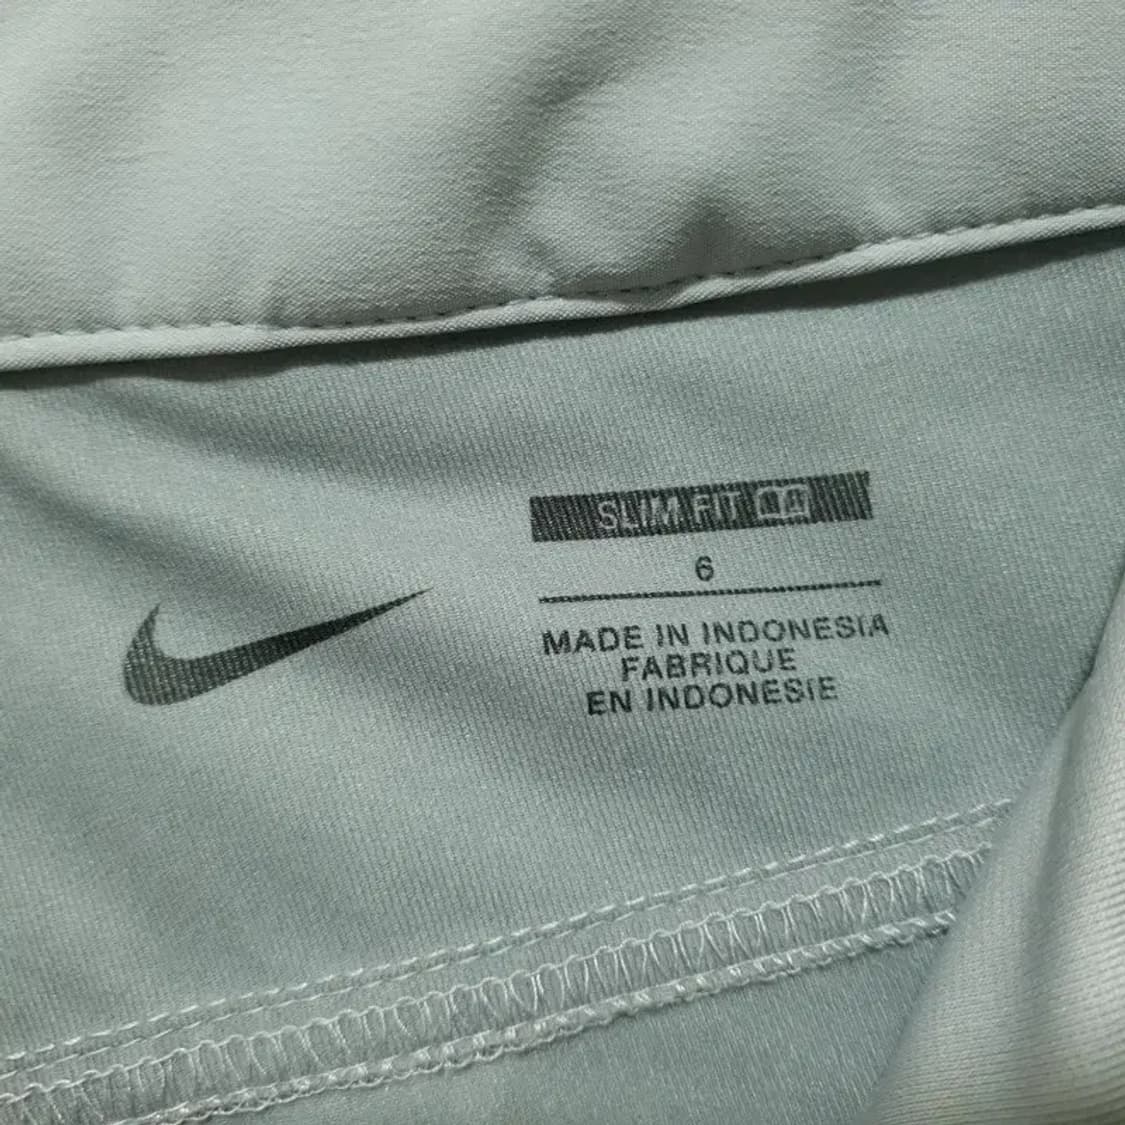 SLIM FIT
6
MADE IN INDONESIA
FABRIQUE
EN INDONESIE